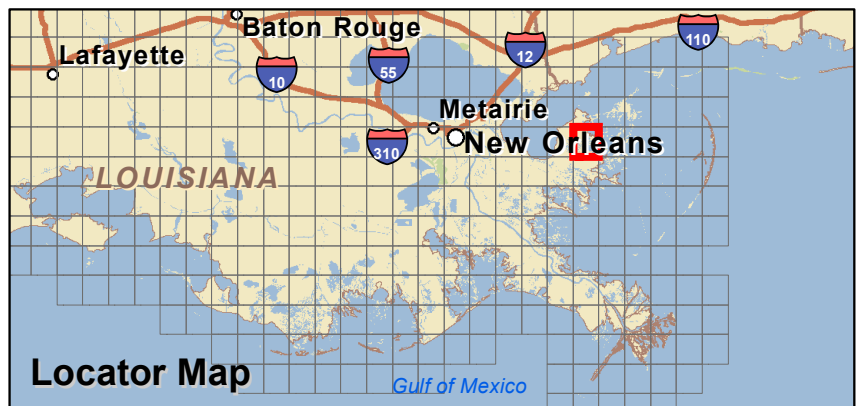 Baton Rouge
Lafayette
10
55
12
110
Metairie
310
New Orleans
LOUISIANA
Locator Map
Gulf of Mexico